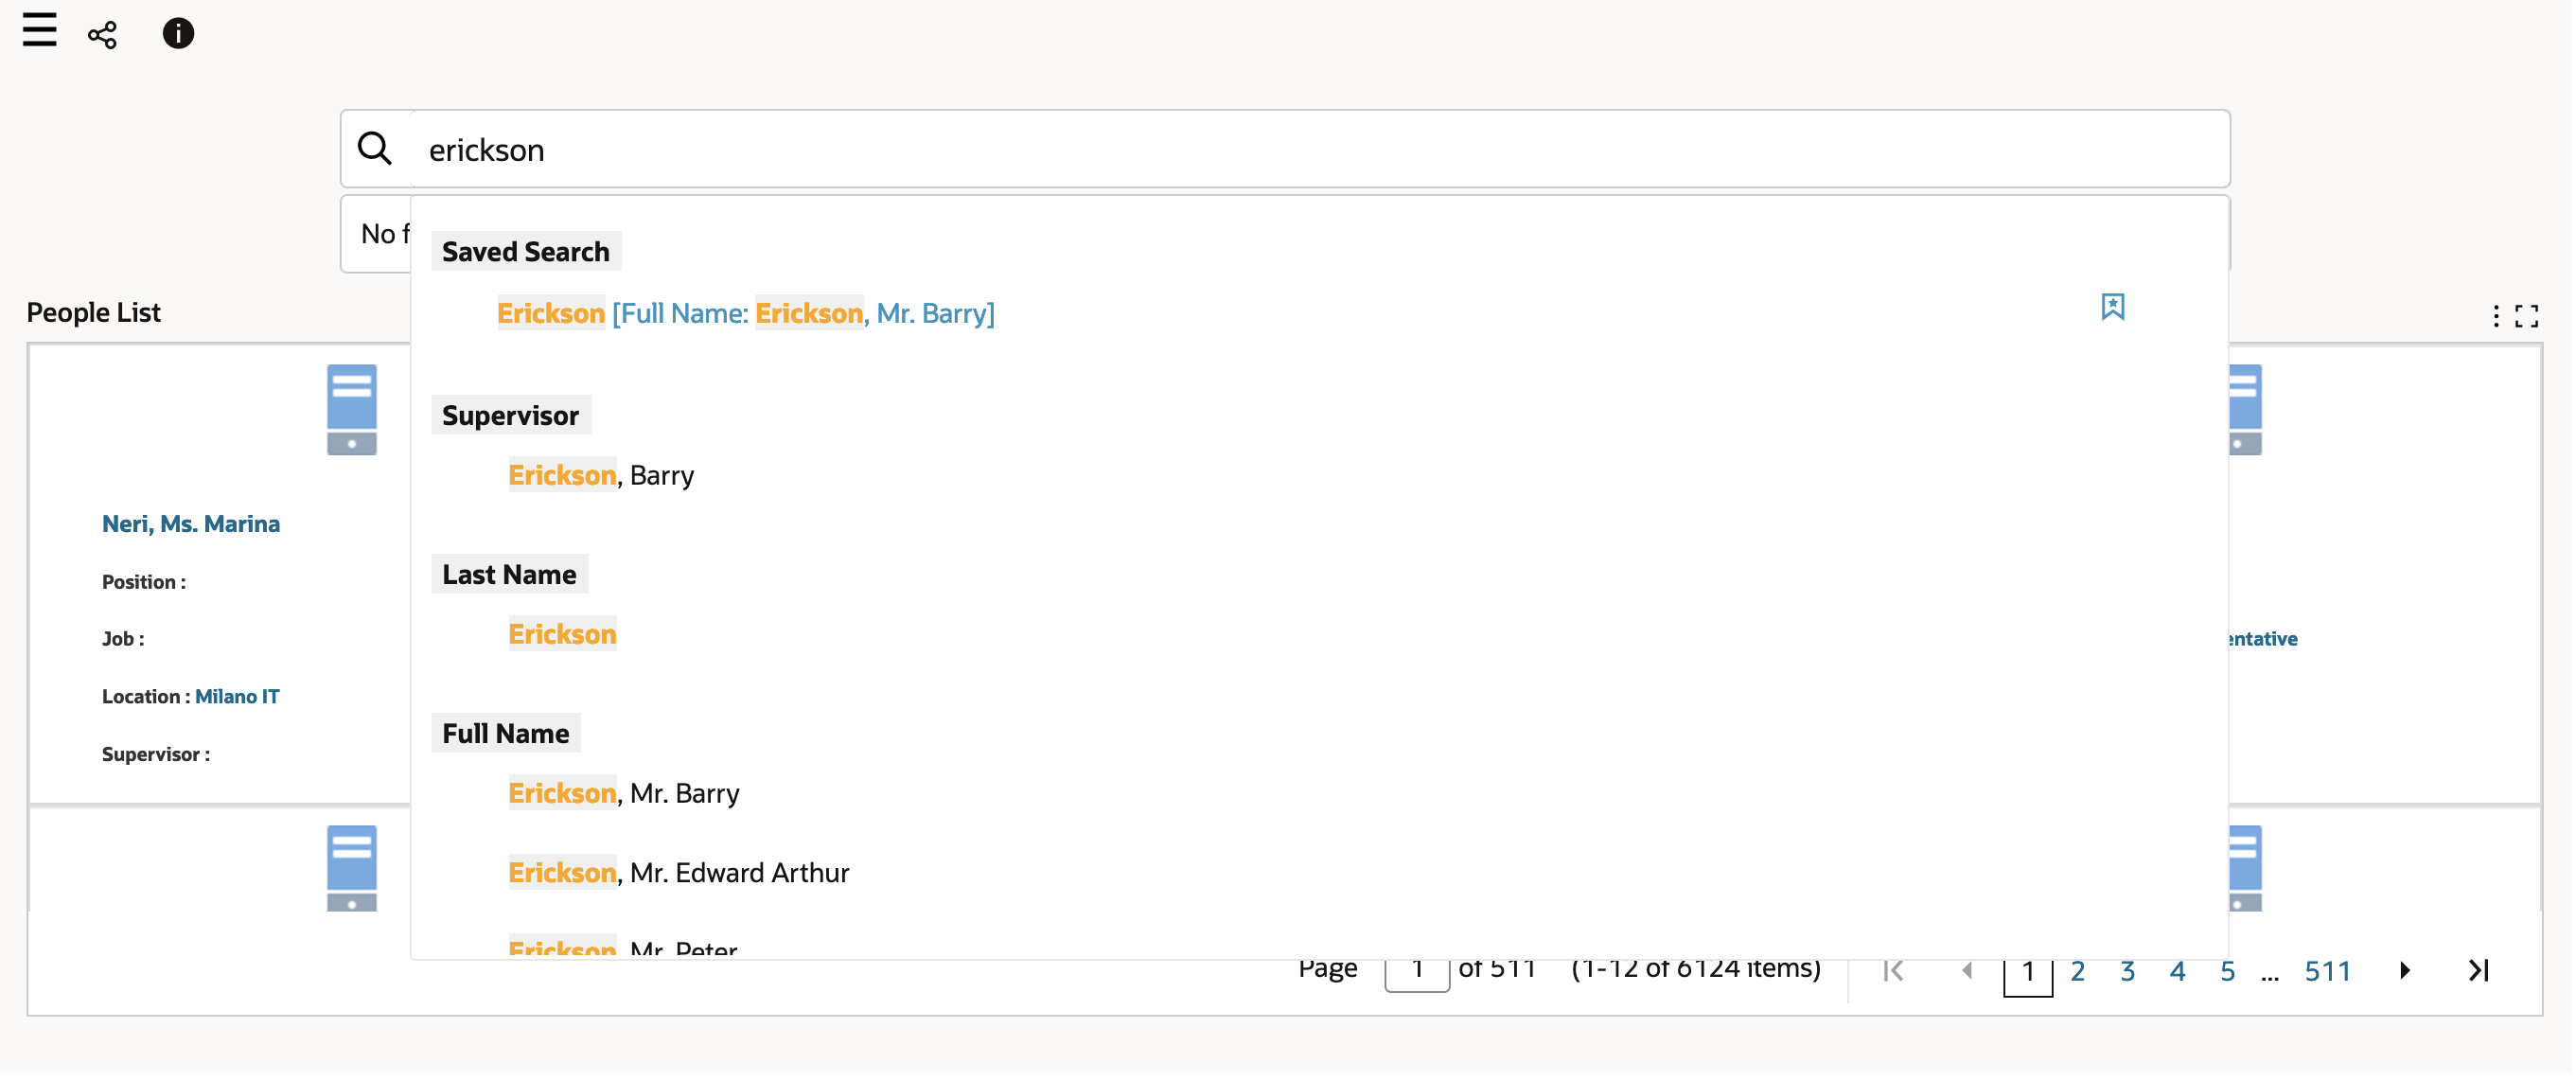 erickson
No f
Saved Search
Erickson [Full Name: Erickson, Mr. Barry]
People List
Supervisor
Erickson, Barry
Neri, Ms. Marina
Last Name
Position :
Erickson
Job :
entative
Location : Milano IT
Full Name
Supervisor :
Erickson, Mr. Barry
Erickson, Mr. Edward Arthur
Erickson, Mr. Peter
Page 1 of 511 (1-12 of 6124 items) 1 2 3 4 5 ... 511